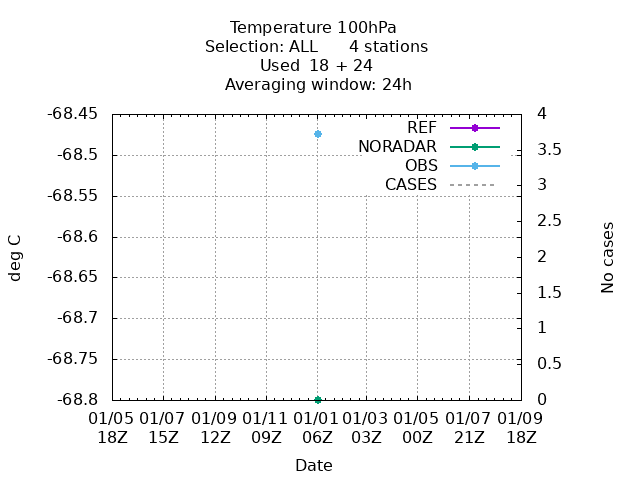 Temperature 100hPa
Selection: ALL 4 stations
Used 18 + 24
Averaging window: 24h
-68.45
-68.5
-68.55
-68.6
-68.65
-68.7
-68.75
-68.8
deg C
REF
NORADAR
OBS
CASES
4
3.5
3
2.5
2
1.5
1
0.5
0
No cases
01/05 01/07 01/09 01/11 01/01 01/03 01/05 01/07 01/09
18Z 15Z 12Z 09Z 06Z 03Z 00Z 21Z 18Z
Date